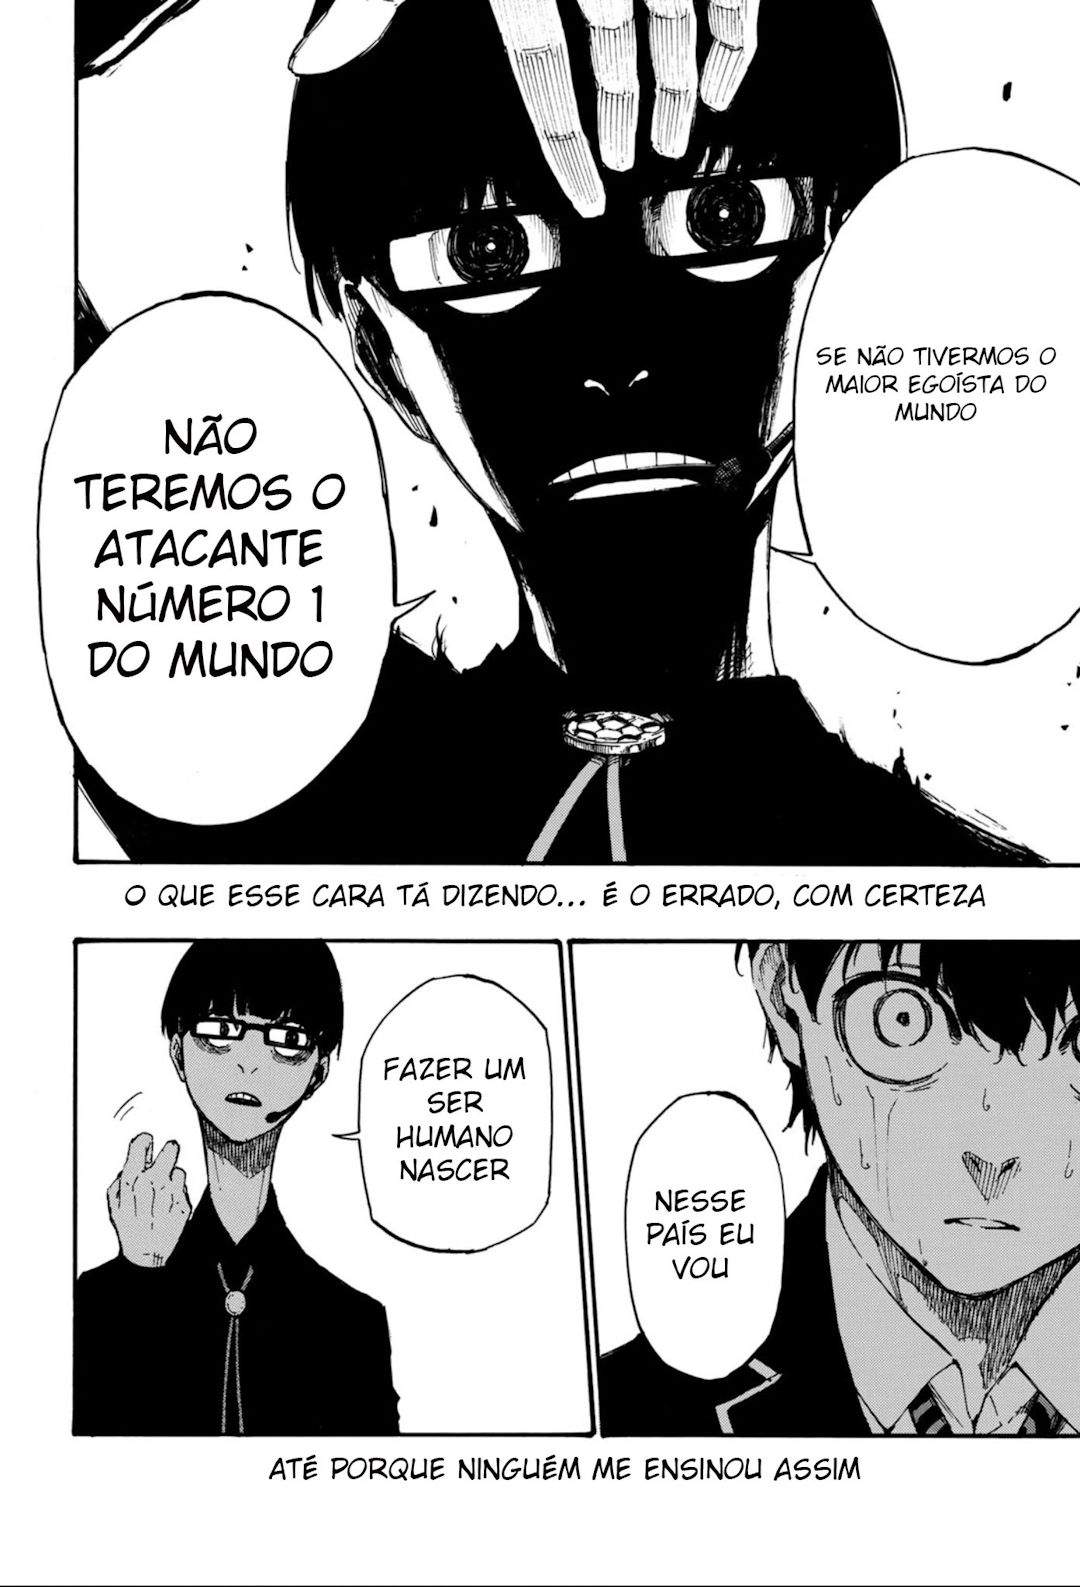 SE NÃO TIVERMOS O
MAIOR EGOÍSTA DO
MUNDO
NÃO
TEREMOS O
ATACANTE
NÚMERO 1
DO MUNDO
O QUE ESSE CARA TÁ DIZENDO... É O ERRADO, COM CERTEZA
NESSE
PAÍS EU
VOU
FAZER UM
SER
HUMANO
NASCER
ATÉ PORQUE NINGUÉM ME ENSINOU ASSIM